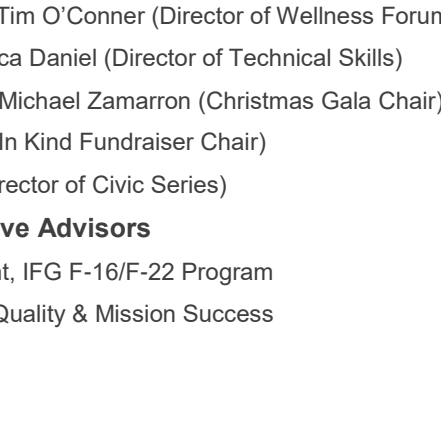 Tim O’Conner (Director of Wellness Forum
ca Daniel (Director of Technical Skills)
Michael Zamarron (Christmas Gala Chair)
In Kind Fundraiser Chair)
rector of Civic Series)
ve Advisors
t, IFG F-16/F-22 Program
Quality & Mission Success